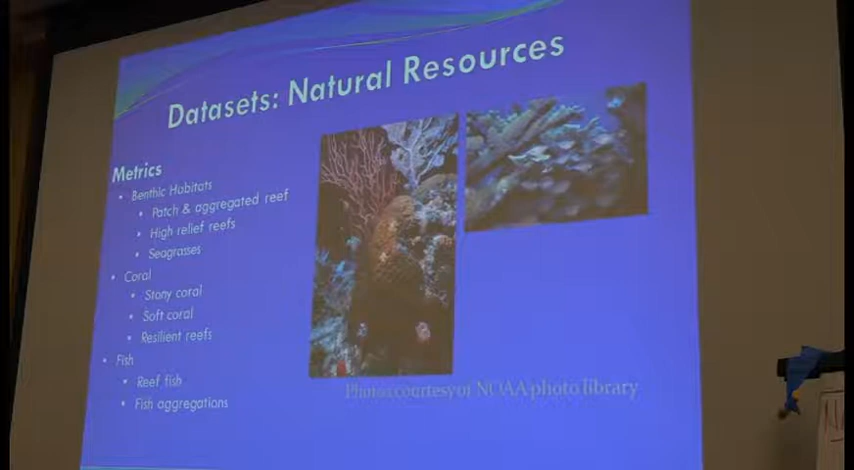 Datasets: Natural Resources
Metrics
• Benthic Habitats
• Patch & aggregated reef
• High relief reefs
• Seagrasses
• Coral
• Stony coral
• Soft coral
• Resilient reefs
• Fish
• Reef fish
• Fish aggregations
Photos courtesy of NOAA photo library